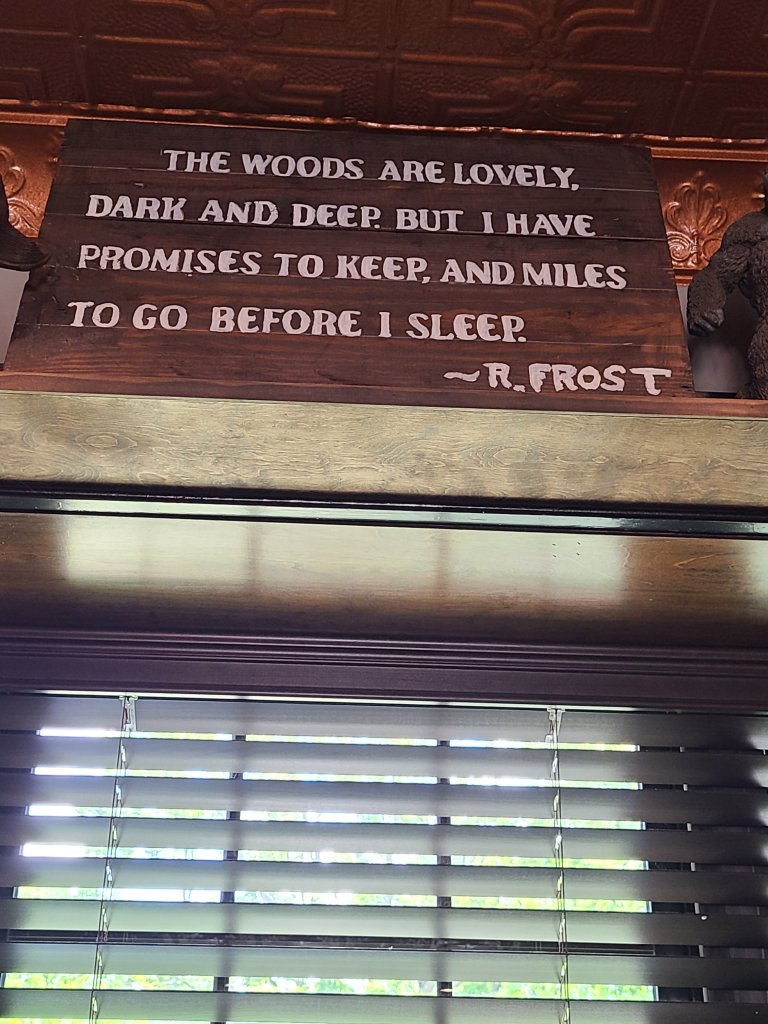 THE WOODS ARE LOVELY,
DARK AND DEEP. BUT I HAVE
PROMISES TO KEEP, AND MILES
TO GO BEFORE I SLEEP.
~R.FROST